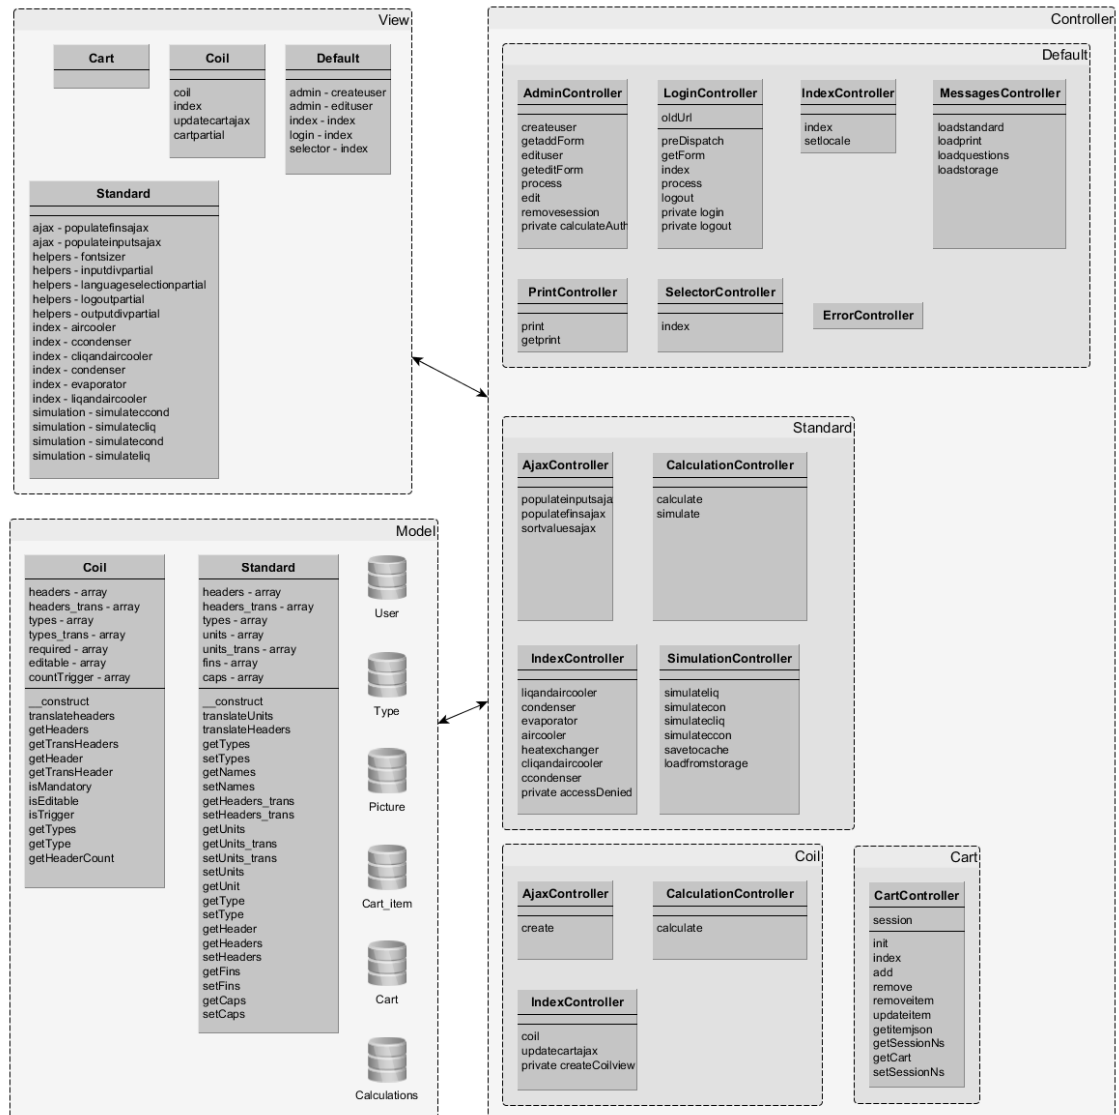 View
Cart
Coil
coil
index
updatecartajax
cartpartial
Default
admin - createuser
admin - edituser
index - index
login - index
selector - index
Standard
ajax - populatefinsajax
ajax - populateinputsajax
helpers - fontsizer
helpers - inputdivpartial
helpers - languageselectionpartial
helpers - logoutpartial
helpers - outputdivpartial
index - aircooler
index - ccondenser
index - cliqandaircooler
index - condenser
index - evaporator
index - liqandaircooler
simulation - simulateccond
simulation - simulatecliq
simulation - simulatecond
simulation - simulateliq
Model
Coil
headers - array
headers_trans - array
types - array
types_trans - array
required - array
editable - array
countTrigger - array
__construct
translateheaders
getHeaders
getTransHeaders
getHeader
getTransHeader
isMandatory
isEditable
isTrigger
getTypes
getType
getHeaderCount
Standard
headers - array
headers_trans - array
types - array
units - array
units_trans - array
fins - array
caps - array
__construct
translateUnits
translateHeaders
getTypes
setTypes
getNames
setNames
getHeaders_trans
setHeaders_trans
getUnits
getUnits_trans
setUnits_trans
setUnits
getUnit
getType
setType
getHeader
getHeaders
setHeaders
getFins
setFins
getCaps
setCaps
User
Type
Picture
Cart_item
Cart
Calculations
Controller
Default
AdminController
createuser
getaddForm
edituser
geteditForm
process
edit
removesession
private calculateAuth
LoginController
oldUrl
preDispatch
getForm
index
process
logout
private login
private logout
IndexController
index
setlocale
MessagesController
loadstandard
loadprint
loadquestions
loadstorage
PrintController
print
getprint
SelectorController
index
ErrorController
Standard
AjaxController
populateinputsaja
populatefinsajax
sortvaluesajax
CalculationController
calculate
simulate
IndexController
liqandaircooler
condenser
evaporator
aircooler
heatexchanger
cliqandaircooler
ccondenser
private accessDenied
SimulationController
simulateliq
simulatecon
simulatecliq
simulateccon
savetocache
loadfromstorage
Coil
AjaxController
create
CalculationController
calculate
IndexController
coil
updatecartajax
private createCoilview
Cart
CartController
session
init
index
add
remove
removeitem
updateitem
getitemjson
getSessionNs
getCart
setSessionNs